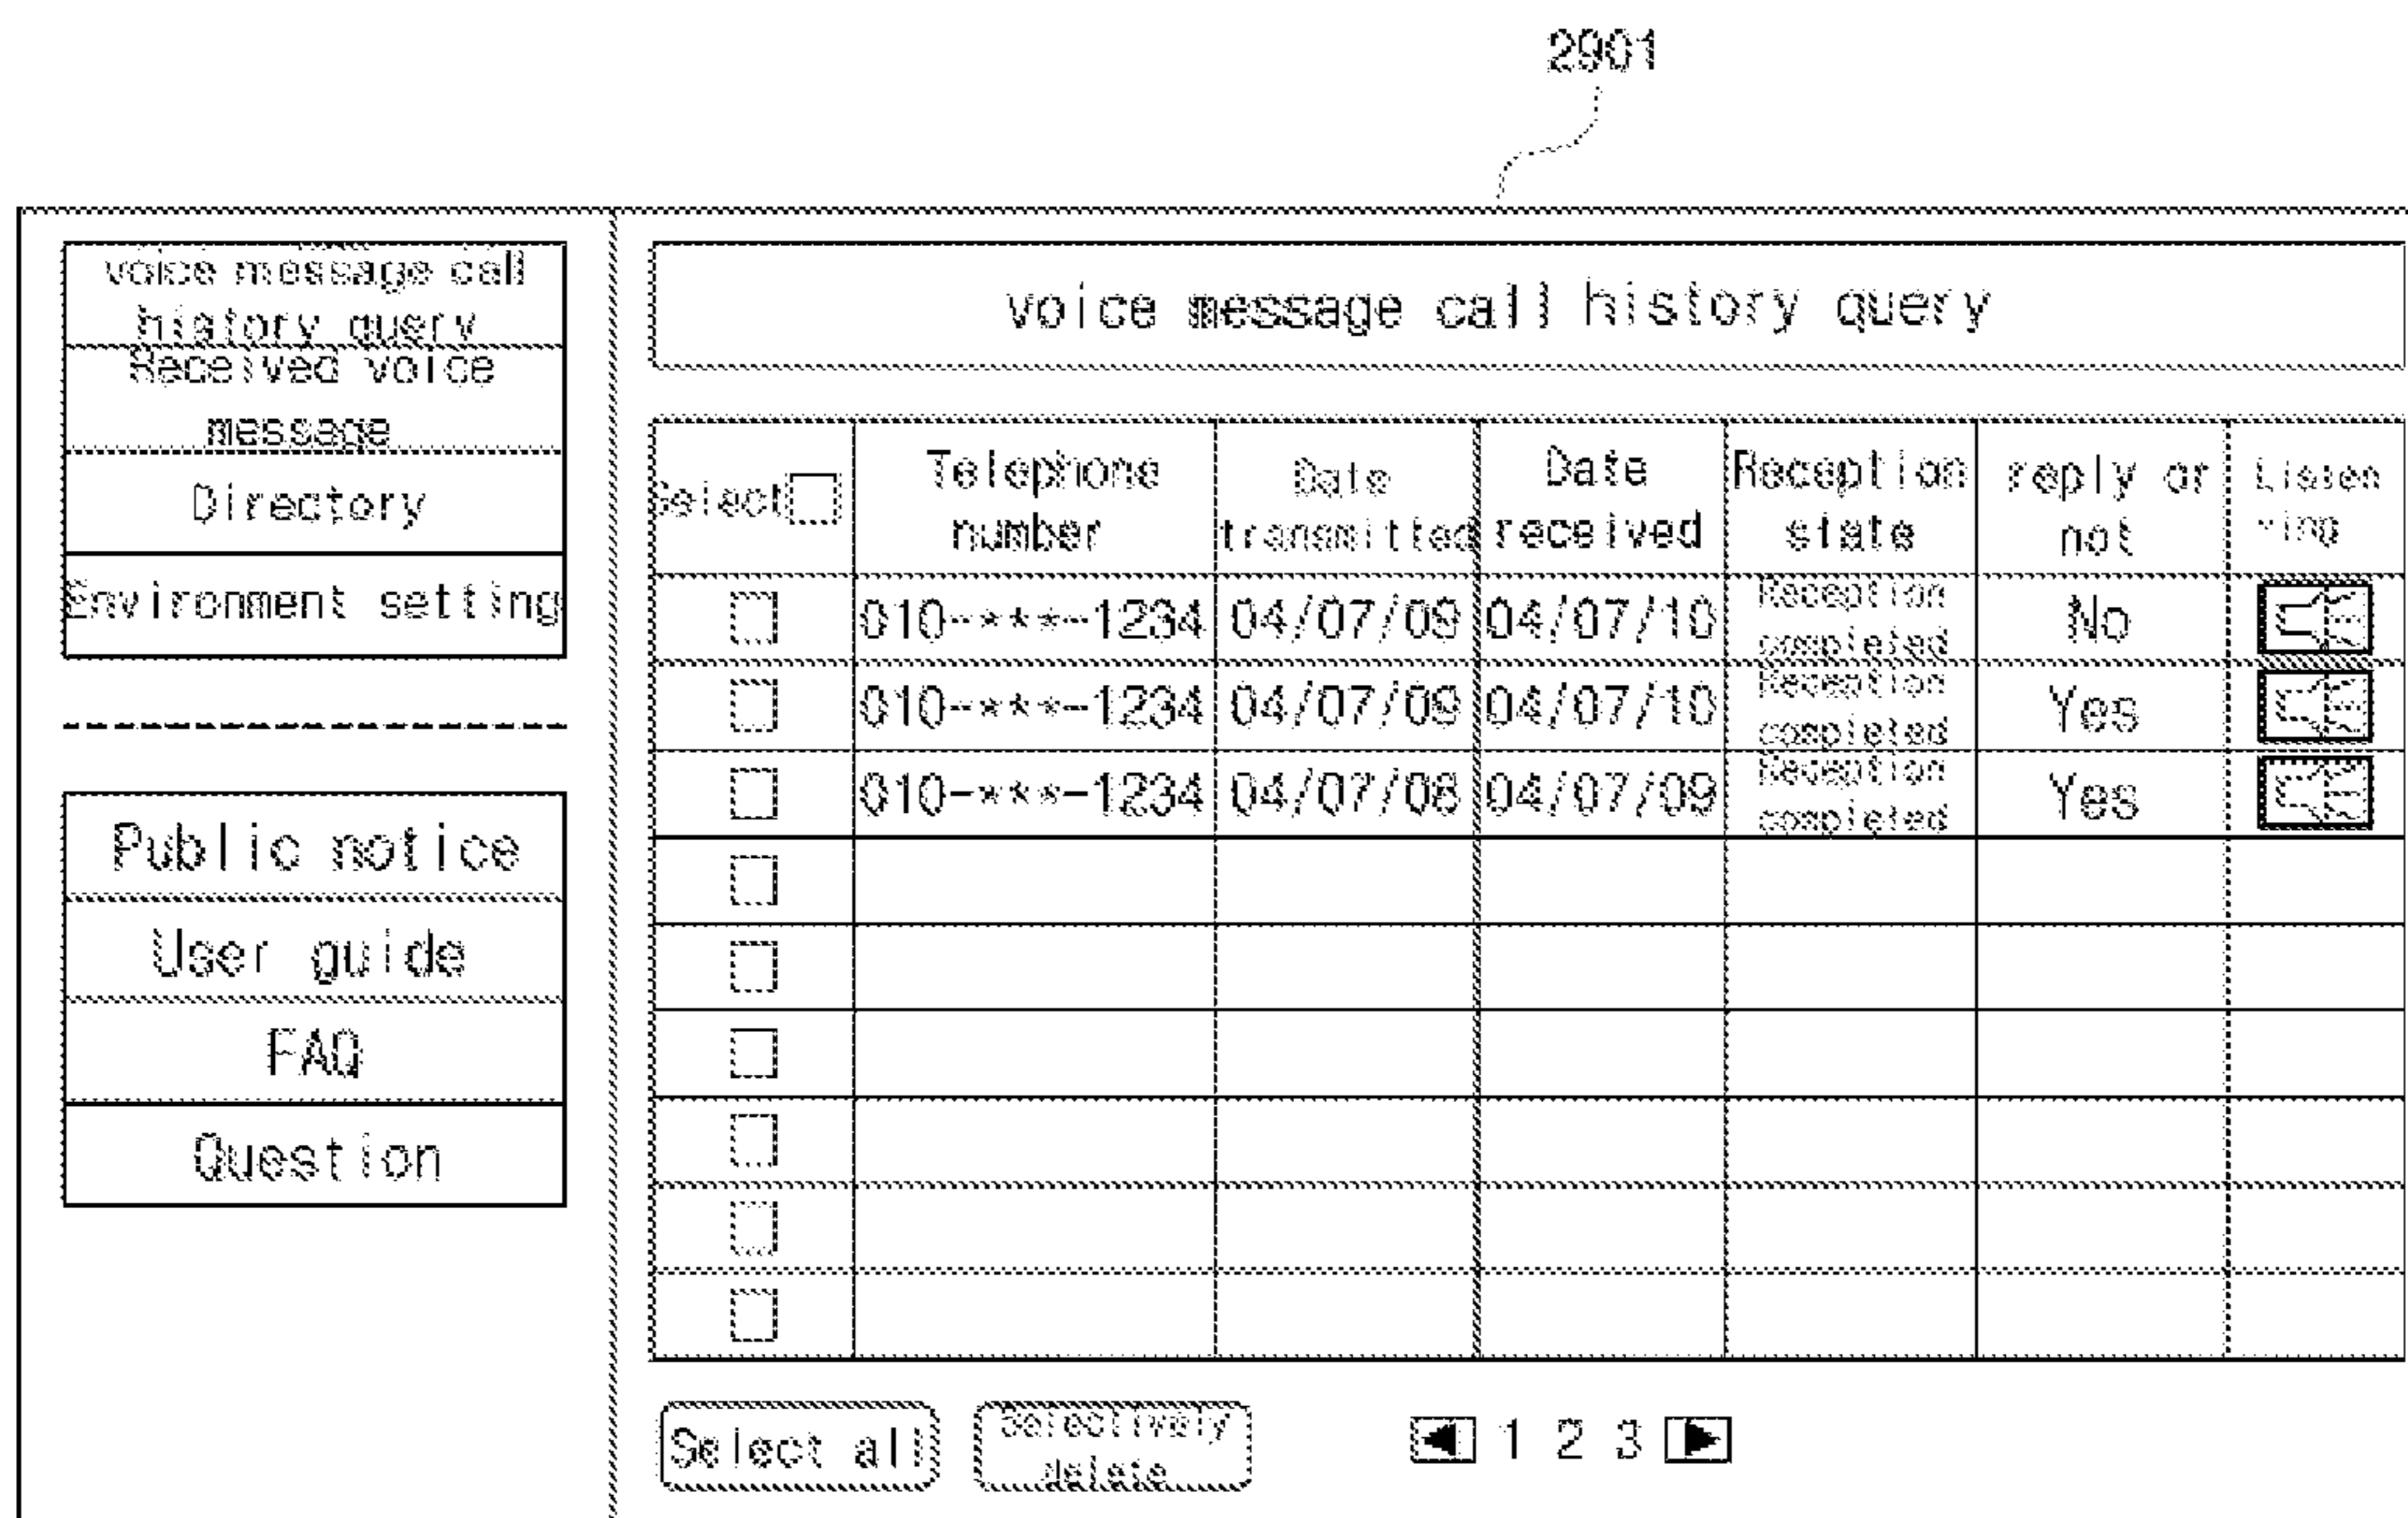 2901
voice message call
history query
Received voice
message
Directory
Environment setting
Public notice
User guide
FAQ
Question
voice message call history query
Select
Telephone
number
Date
transmitted
Date
received
Reception
state
reply or
not
Listen
-ing
010-***-1234 04/07/09 04/07/10 Reception
completed
No
010-***-1234 04/07/09 04/07/10 Reception
completed
Yes
010-***-1234 04/07/08 04/07/09 Reception
completed
Yes
Select all
Selectively
delete
1 2 3